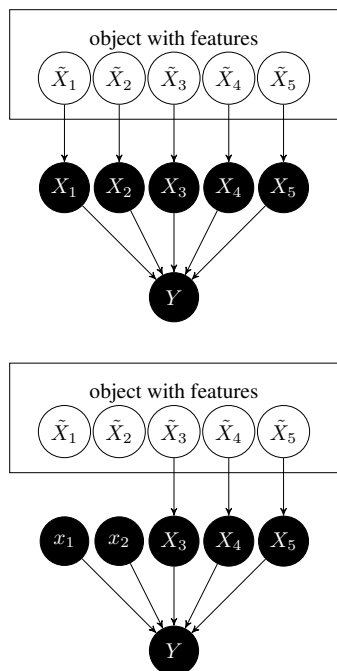 object with features
X̃₁ X̃₂ X̃₃ X̃₄ X̃₅
X₁ X₂ X₃ X₄ X₅
Y
object with features
X̃₁ X̃₂ X̃₃ X̃₄ X̃₅
x₁ x₂ X₃ X₄ X₅
Y